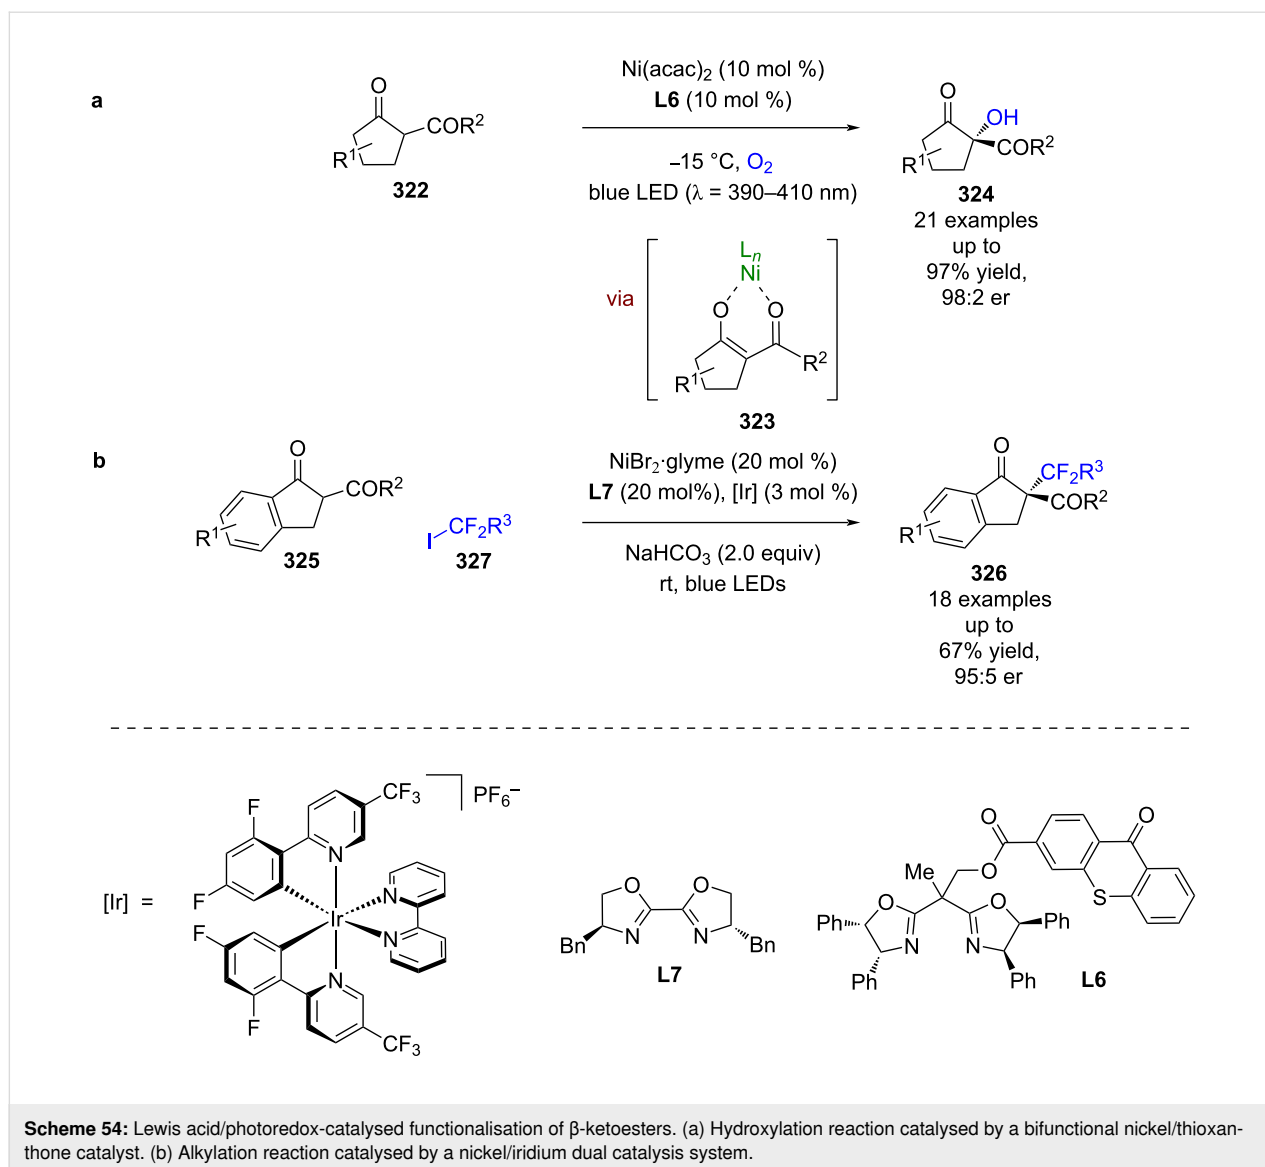 a
O
COR2
R1
322
Ni(acac)2 (10 mol %)
L6 (10 mol %)
–15 °C, O2
blue LED (λ = 390–410 nm)
O
OH
COR2
R1
324
21 examples
up to
97% yield,
98:2 er
via
Ln
Ni
O
O
R2
R1
323
b
O
COR2
R1
325
I
CF2R3
327
NiBr2·glyme (20 mol %)
L7 (20 mol%), [Ir] (3 mol %)
NaHCO3 (2.0 equiv)
rt, blue LEDs
O
CF2R3
COR2
R1
326
18 examples
up to
67% yield,
95:5 er
[Ir] =
F
F
CF3
N
PF6–
Ir
N
N
F
F
N
CF3
O
O
N
N
Bn
Bn
L7
O
O
O
S
Me
O
O
N
N
Ph
Ph
Ph
Ph
L6
Scheme 54: Lewis acid/photoredox-catalysed functionalisation of β-ketoesters. (a) Hydroxylation reaction catalysed by a bifunctional nickel/thioxan-
thone catalyst. (b) Alkylation reaction catalysed by a nickel/iridium dual catalysis system.